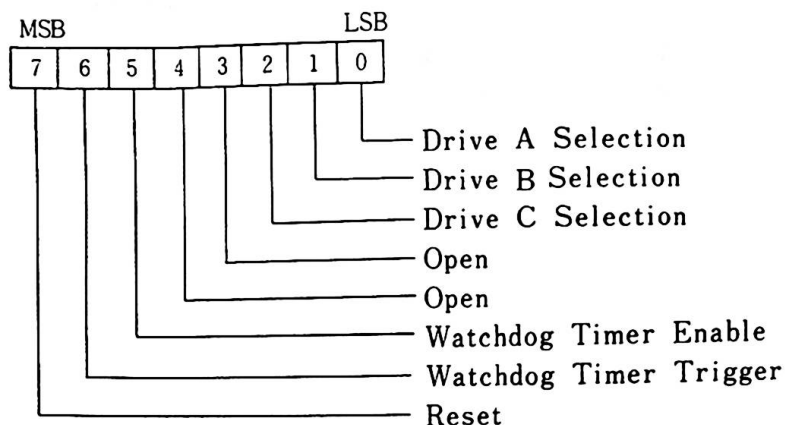 MSB LSB
7 6 5 4 3 2 1 0
Drive A Selection
Drive B Selection
Drive C Selection
Open
Open
Watchdog Timer Enable
Watchdog Timer Trigger
Reset